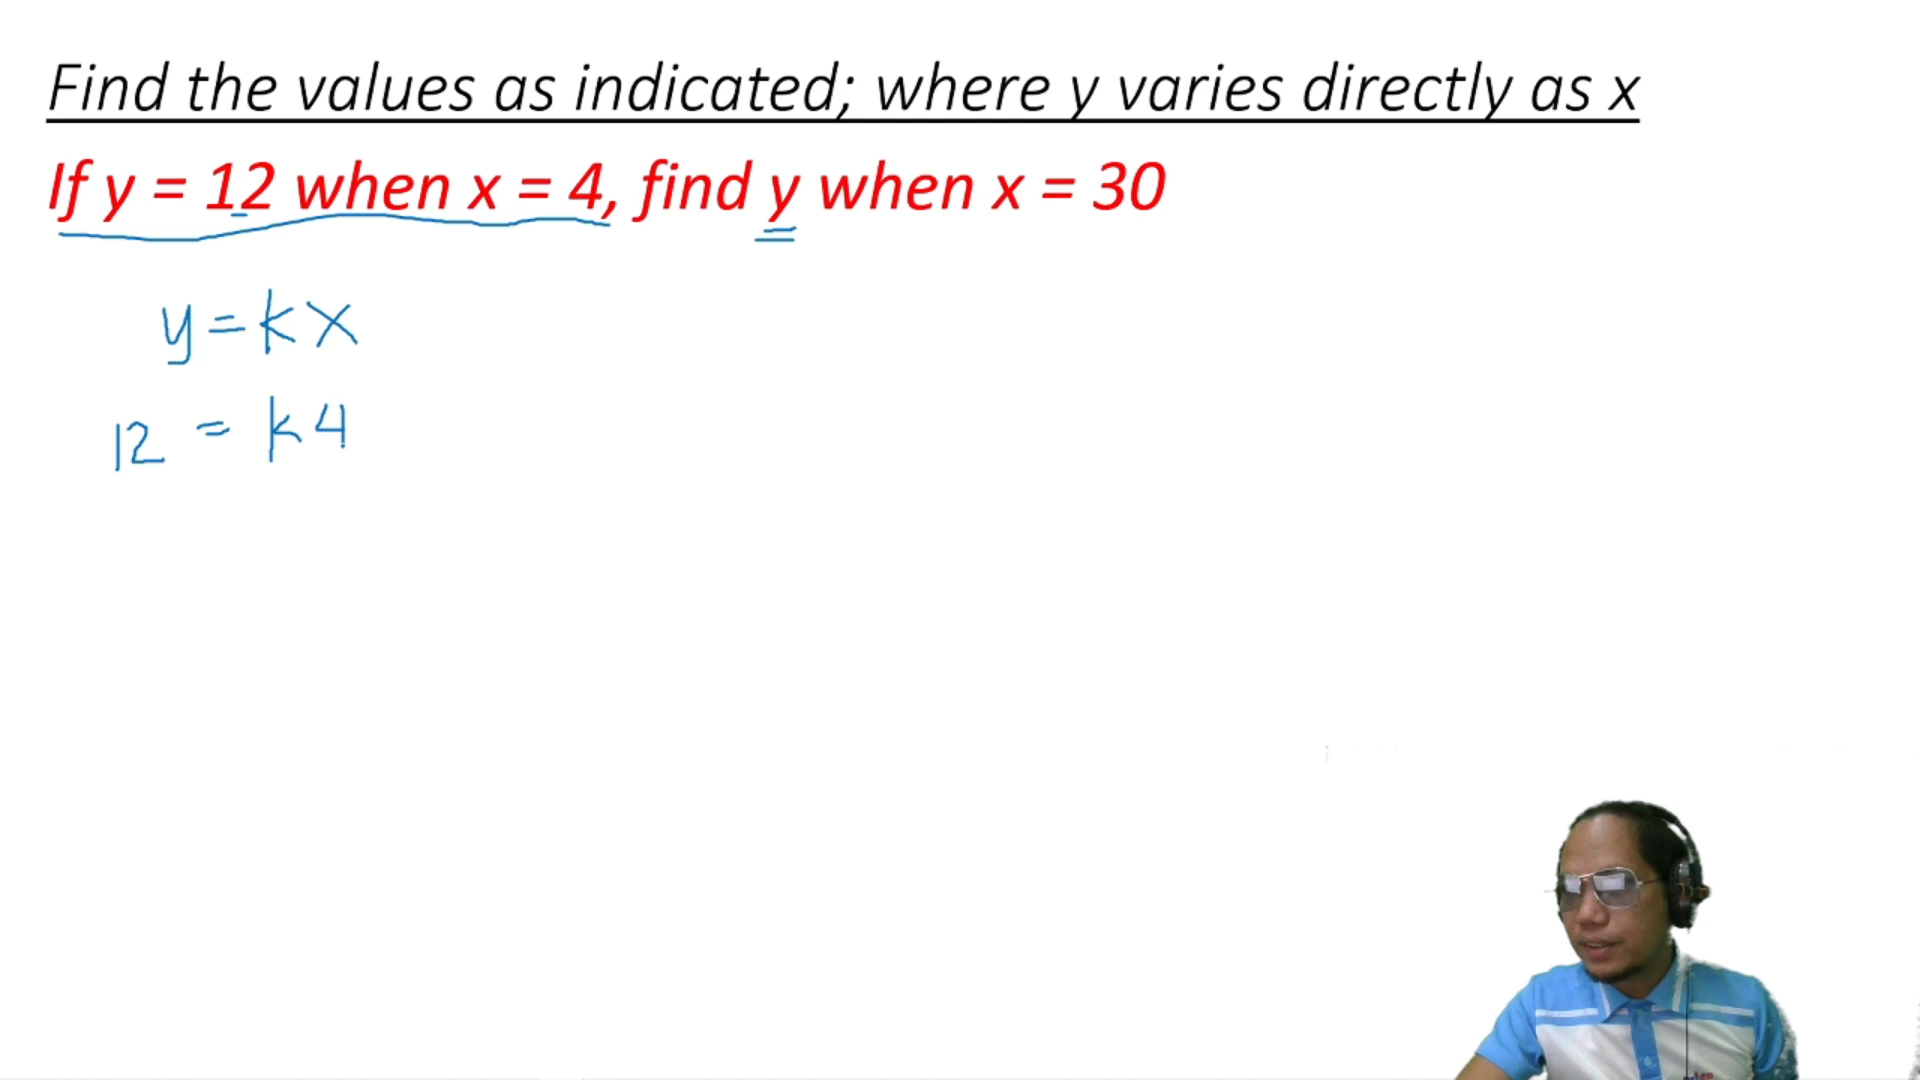 Find the values as indicated; where y varies directly as x
If y = 12 when x = 4, find y when x = 30
y = kx
12 = k4